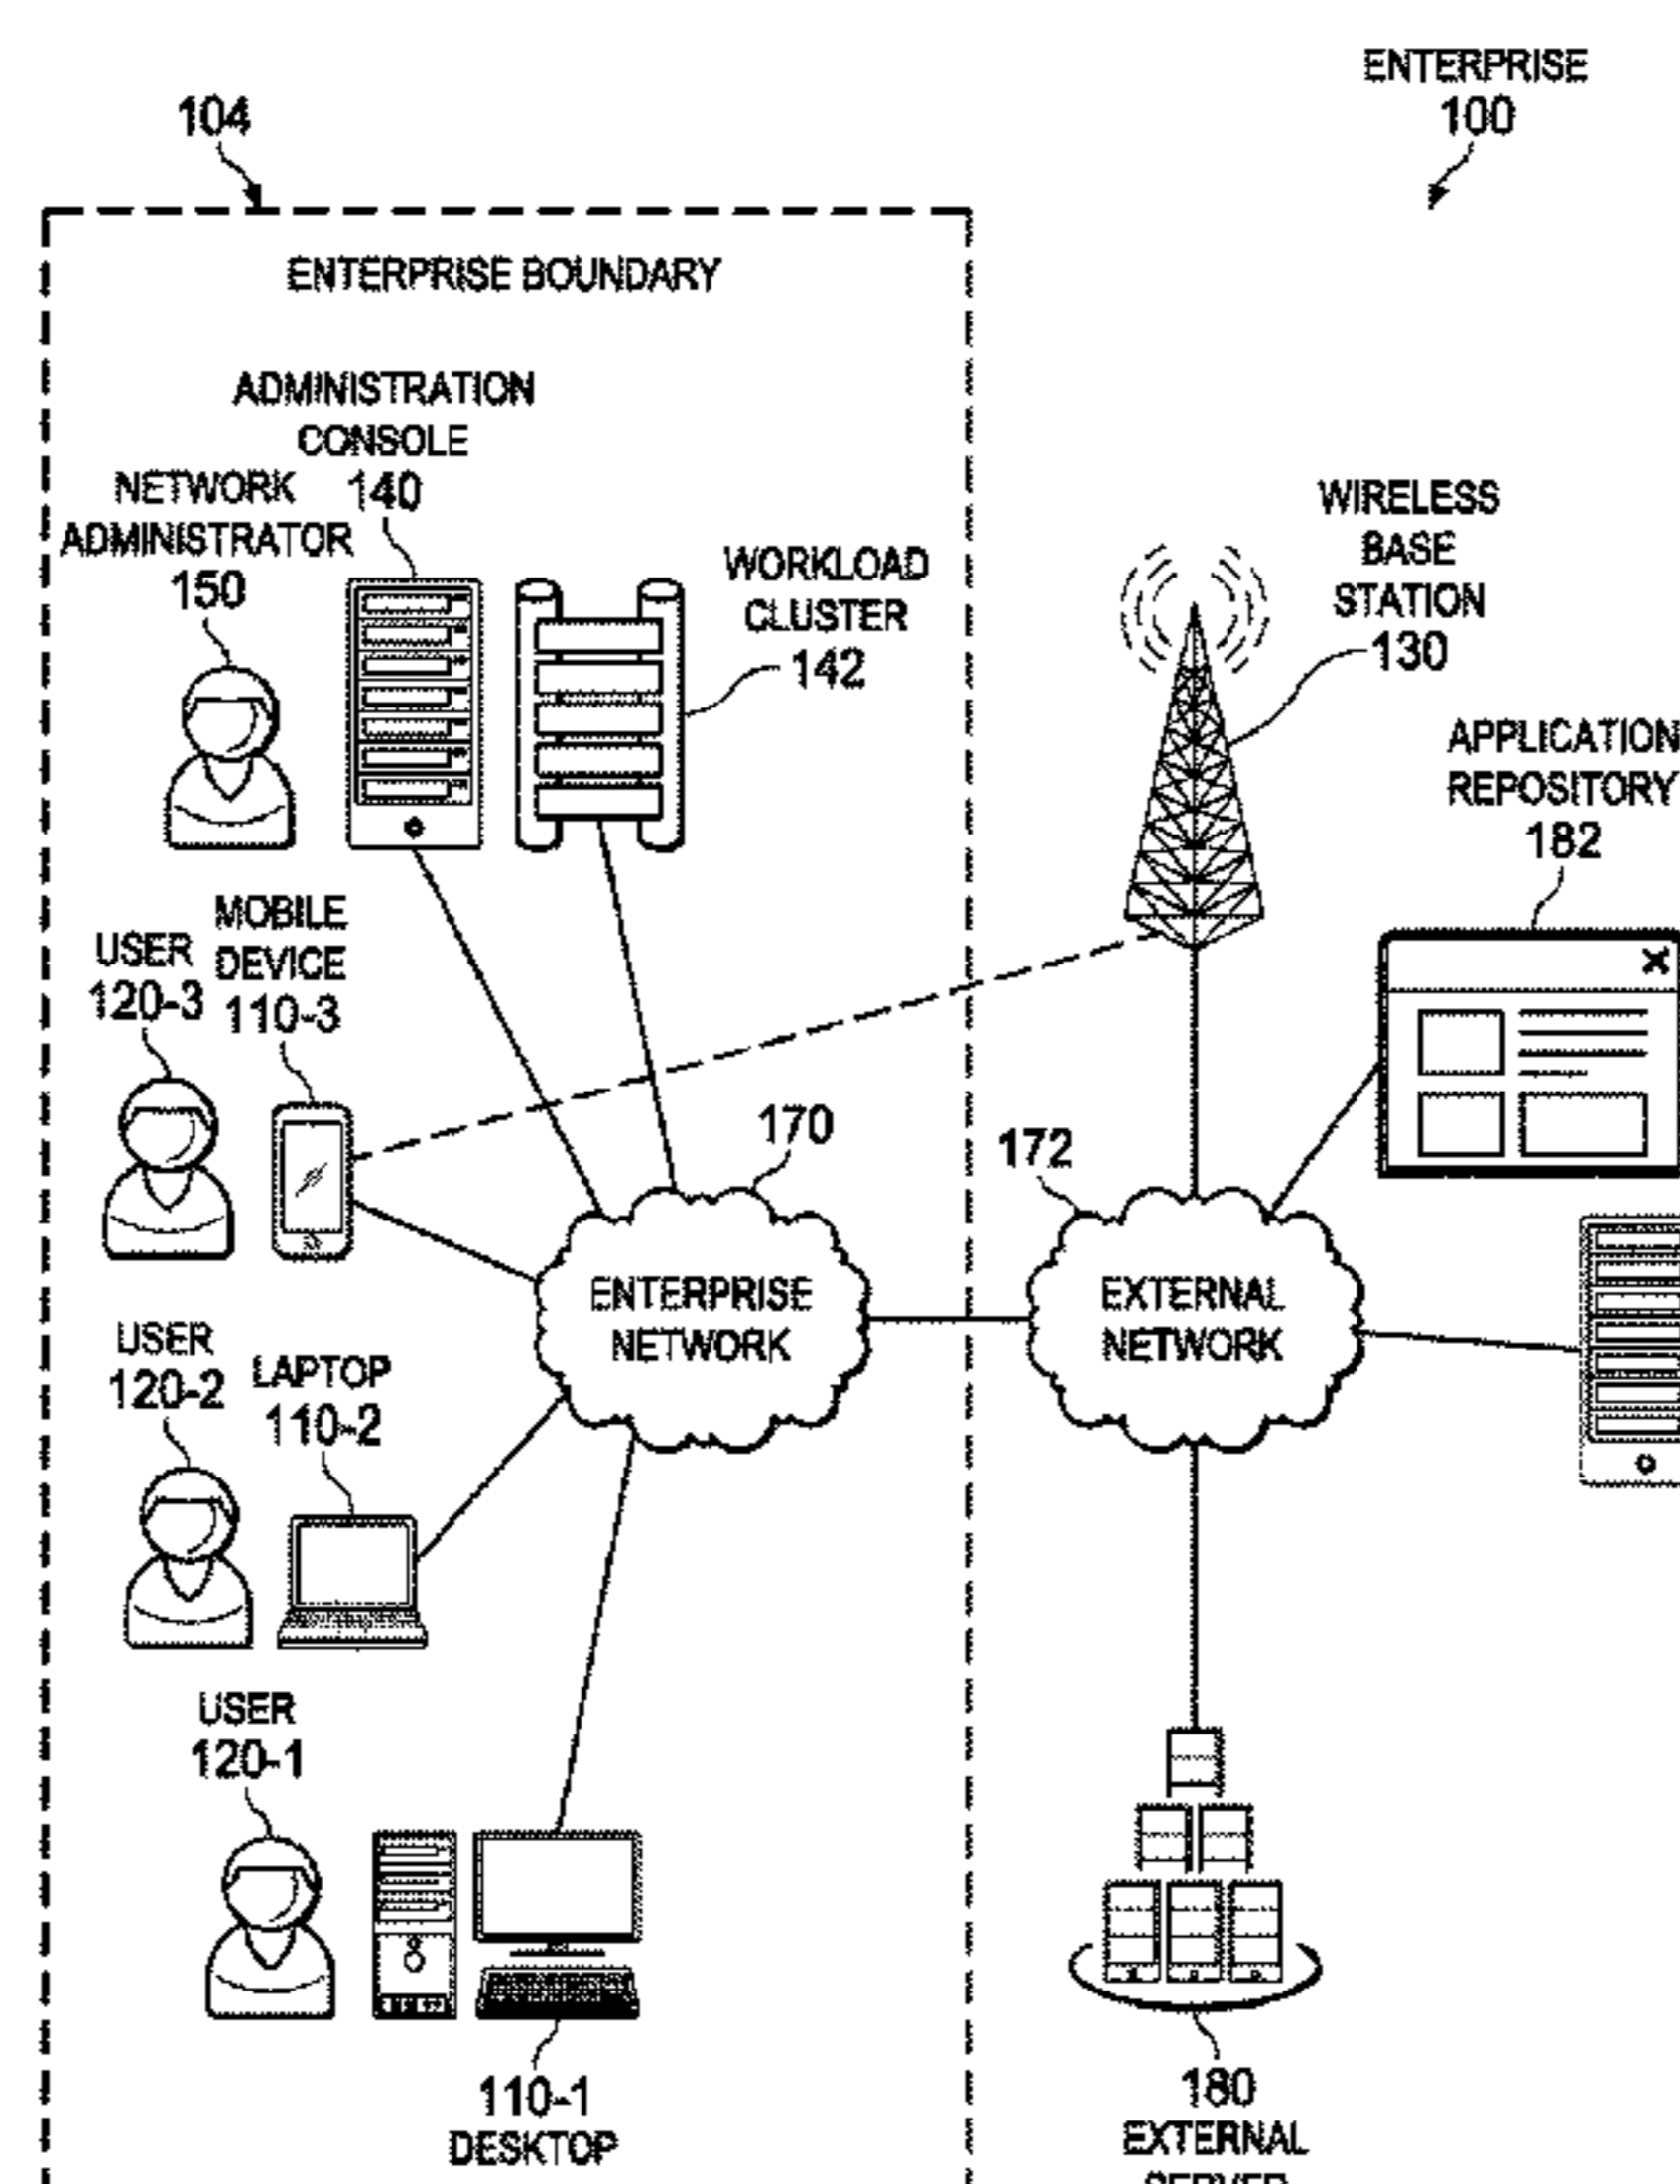 ENTERPRISE
100
104
ENTERPRISE BOUNDARY
ADMINISTRATION
CONSOLE
140
NETWORK
ADMINISTRATOR
150
WORKLOAD
CLUSTER
142
WIRELESS
BASE
STATION
130
APPLICATION
REPOSITORY
182
MOBILE
DEVICE
110-3
USER
120-3
170
172
ENTERPRISE
NETWORK
EXTERNAL
NETWORK
USER
120-2
LAPTOP
110-2
USER
120-1
110-1
DESKTOP
180
EXTERNAL
SERVER